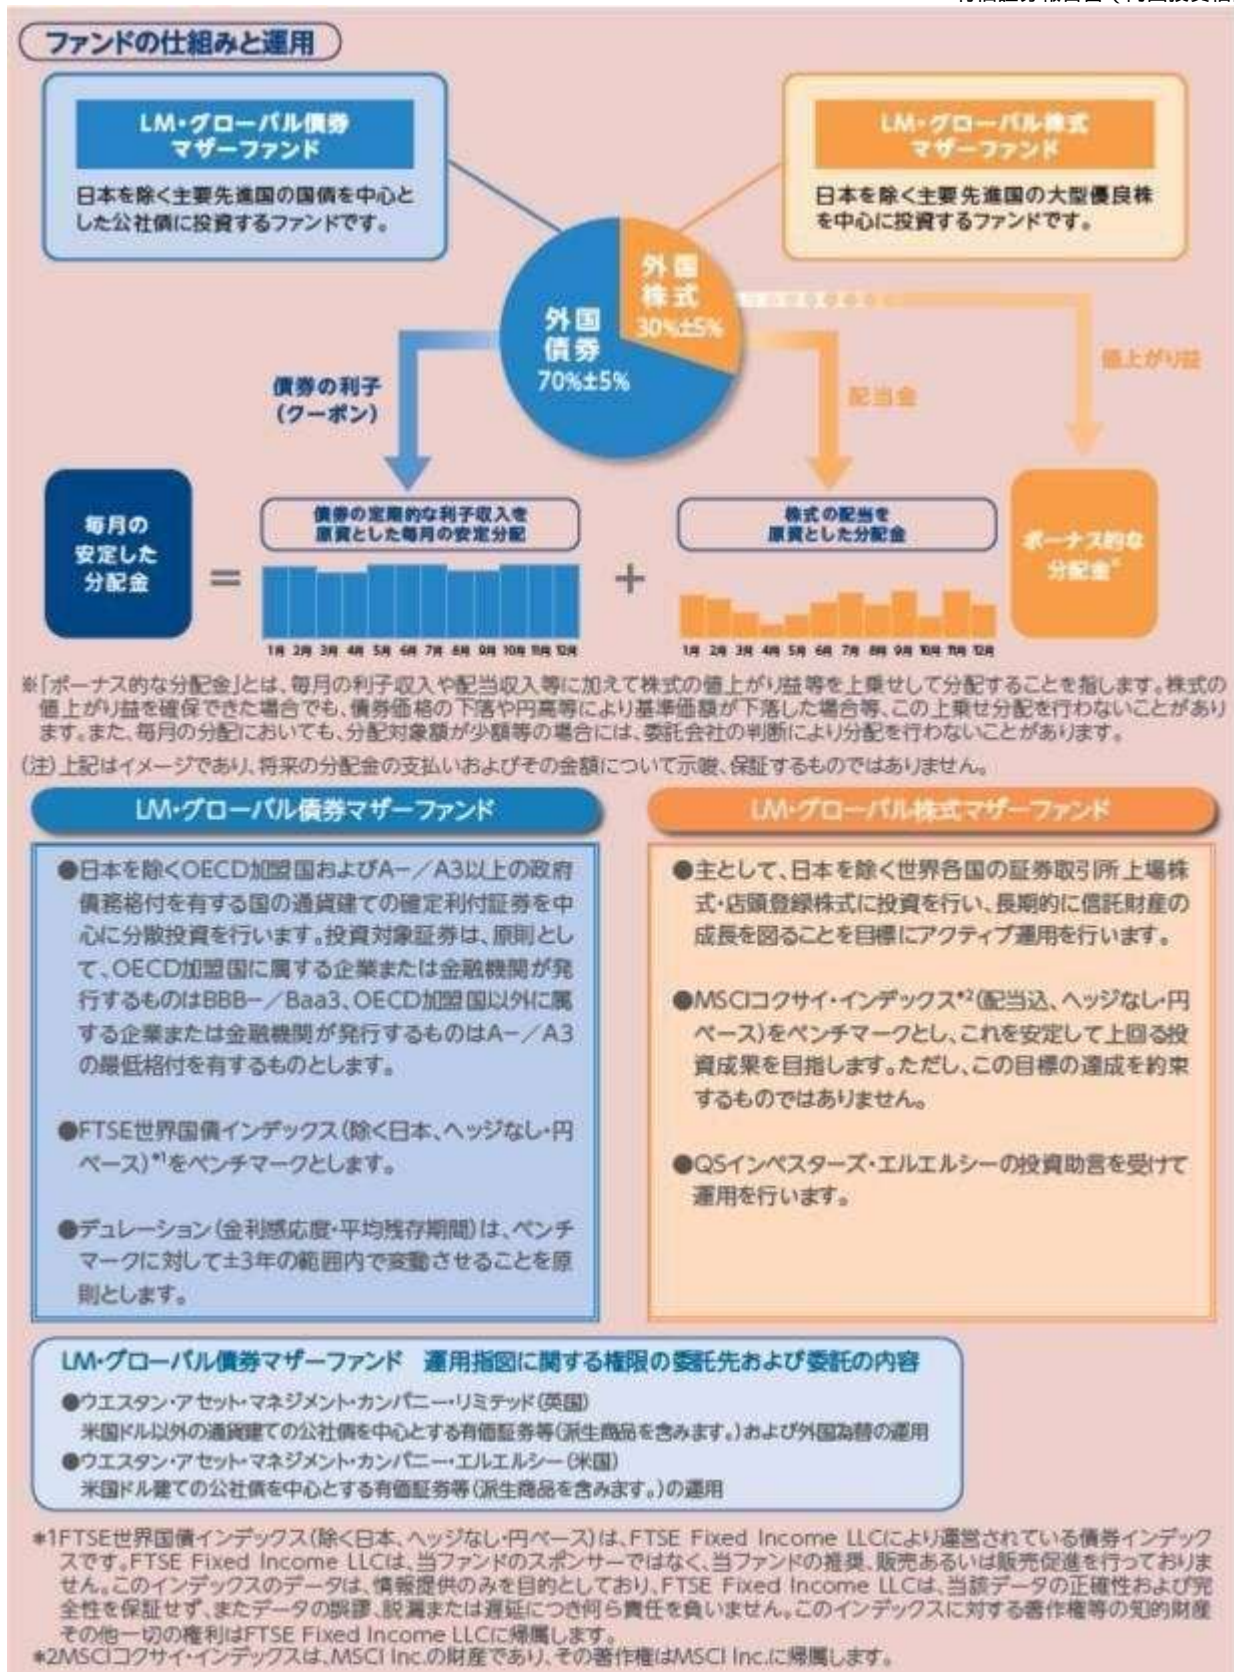 ファンドの仕組みと運用
LM・グローバル債券
マザーファンド
日本を除く主要先進国の国債を中心と
した公社債に投資するファンドです。
LM・グローバル株式
マザーファンド
日本を除く主要先進国の大型優良株
を中心に投資するファンドです。
外国
株式
30%±5%
外国
債券
70%±5%
債券の利子
(クーポン)
配当金
値上がり益
毎月の
安定した
分配金
=
債券の定期的な利子収入を
原資とした毎月の安定分配
1月 2月 3月 4月 5月 6月 7月 8月 9月 10月 11月 12月
+
株式の配当を
原資とした分配金
1月 2月 3月 4月 5月 6月 7月 8月 9月 10月 11月 12月
ボーナス的な
分配金※
※「ボーナス的な分配金」とは、毎月の利子収入や配当収入等に加えて株式の値上がり益等を上乗せして分配することを指します。株式の
値上がり益を確保できた場合でも、債券価格の下落や円高等により基準価額が下落した場合等、この上乗せ分配を行わないことがあり
ます。また、毎月の分配においても、分配対象額が少額等の場合には、委託会社の判断により分配を行わないことがあります。
(注)上記はイメージであり、将来の分配金の支払いおよびその金額について示唆、保証するものではありません。
LM・グローバル債券マザーファンド
●日本を除くOECD加盟国およびA-/A3以上の政府
債務格付を有する国の通貨建ての確定利付証券を中
心に分散投資を行います。投資対象証券は、原則とし
て、OECD加盟国に属する企業または金融機関が発
行するものはBBB-/Baa3、OECD加盟国以外に属
する企業または金融機関が発行するものはA-/A3
の最低格付を有するものとします。
●FTSE世界国債インデックス(除く日本、ヘッジなし・円
ベース)*1をベンチマークとします。
●デュレーション(金利感応度・平均残存期間)は、ベンチ
マークに対して±3年の範囲内で変動させることを原
則とします。
LM・グローバル株式マザーファンド
●主として、日本を除く世界各国の証券取引所上場株
式・店頭登録株式に投資を行い、長期的に信託財産の
成長を図ることを目標にアクティブ運用を行います。
●MSCIコクサイ・インデックス*2(配当込、ヘッジなし・円
ベース)をベンチマークとし、これを安定して上回る投
資成果を目指します。ただし、この目標の達成を約束
するものではありません。
●QSインベスターズ・エルエルシーの投資助言を受けて
運用を行います。
LM・グローバル債券マザーファンド 運用指図に関する権限の委託先および委託の内容
●ウエスタン・アセット・マネジメント・カンパニー・リミテッド(英国)
米国ドル以外の通貨建ての公社債を中心とする有価証券等(派生商品を含みます。)および外国為替の運用
●ウエスタン・アセット・マネジメント・カンパニー・エルエルシー(米国)
米国ドル建ての公社債を中心とする有価証券等(派生商品を含みます。)の運用
*1FTSE世界国債インデックス(除く日本、ヘッジなし・円ベース)は、FTSE Fixed Income LLCにより運営されている債券インデック
スです。FTSE Fixed Income LLCは、当ファンドのスポンサーではなく、当ファンドの推奨、販売あるいは販売促進を行っておりま
せん。このインデックスのデータは、情報提供のみを目的としており、FTSE Fixed Income LLCは、当該データの正確性および完
全性を保証せず、またデータの誤謬、脱漏または遅延につき何ら責任を負いません。このインデックスに対する著作権等の知的財産
その他一切の権利はFTSE Fixed Income LLCに帰属します。
*2MSCIコクサイ・インデックスは、MSCI Inc.の財産であり、その著作権はMSCI Inc.に帰属します。